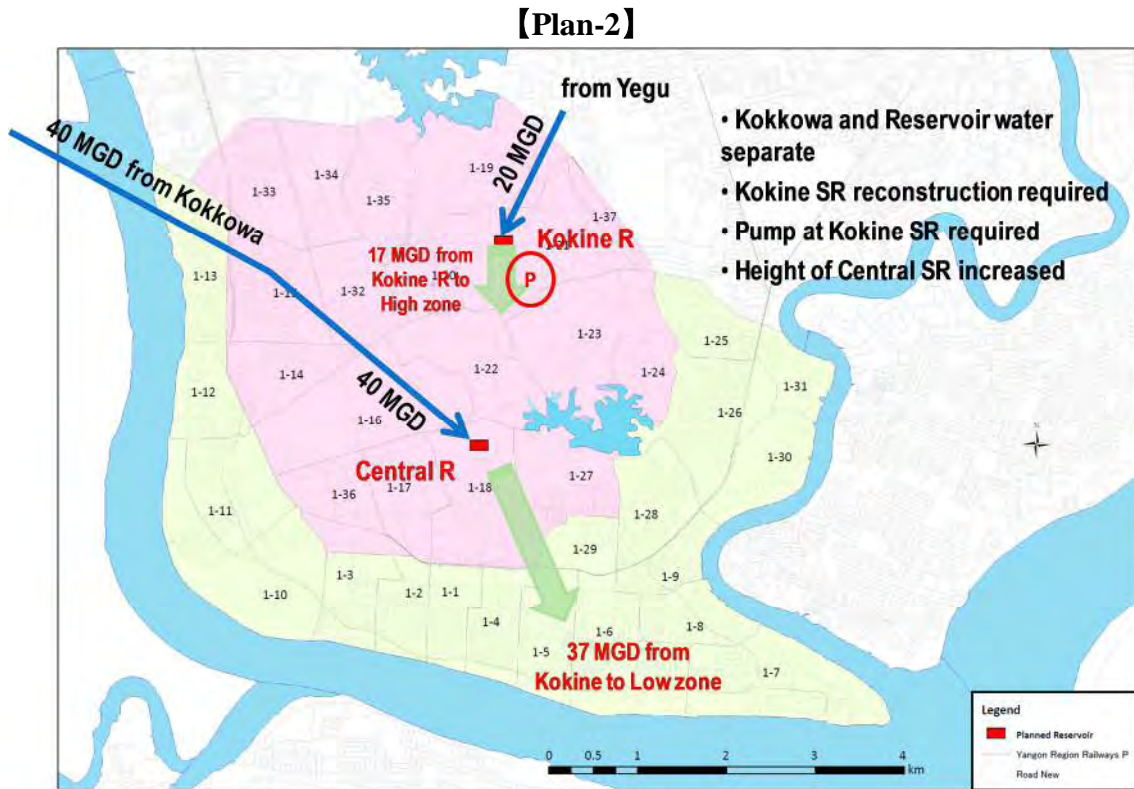 【Plan-2】
from Yegu
• Kokkowa and Reservoir water
separate
• Kokine SR reconstruction required
• Pump at Kokine SR required
• Height of Central SR increased
40 MGD from Kokkowa
20 MGD
1-19
1-34
1-33
1-35
1-37
Kokine R
17 MGD from
Kokine R to
High zone
P
1-13
1-32
1-23
1-25
1-22
1-24
1-14
1-31
1-12
40 MGD
1-26
1-16
1-30
Central R
1-27
1-17
1-18
1-36
1-11
1-28
1-29
1-3
1-9
1-10
1-2
1-1
1-4
1-6
1-8
1-5
37 MGD from
Kokine to Low zone
1-7
N
Legend
Planned Reservoir
Yangon Region Railways P
Road New
0 0.5 1 2 3 4
km